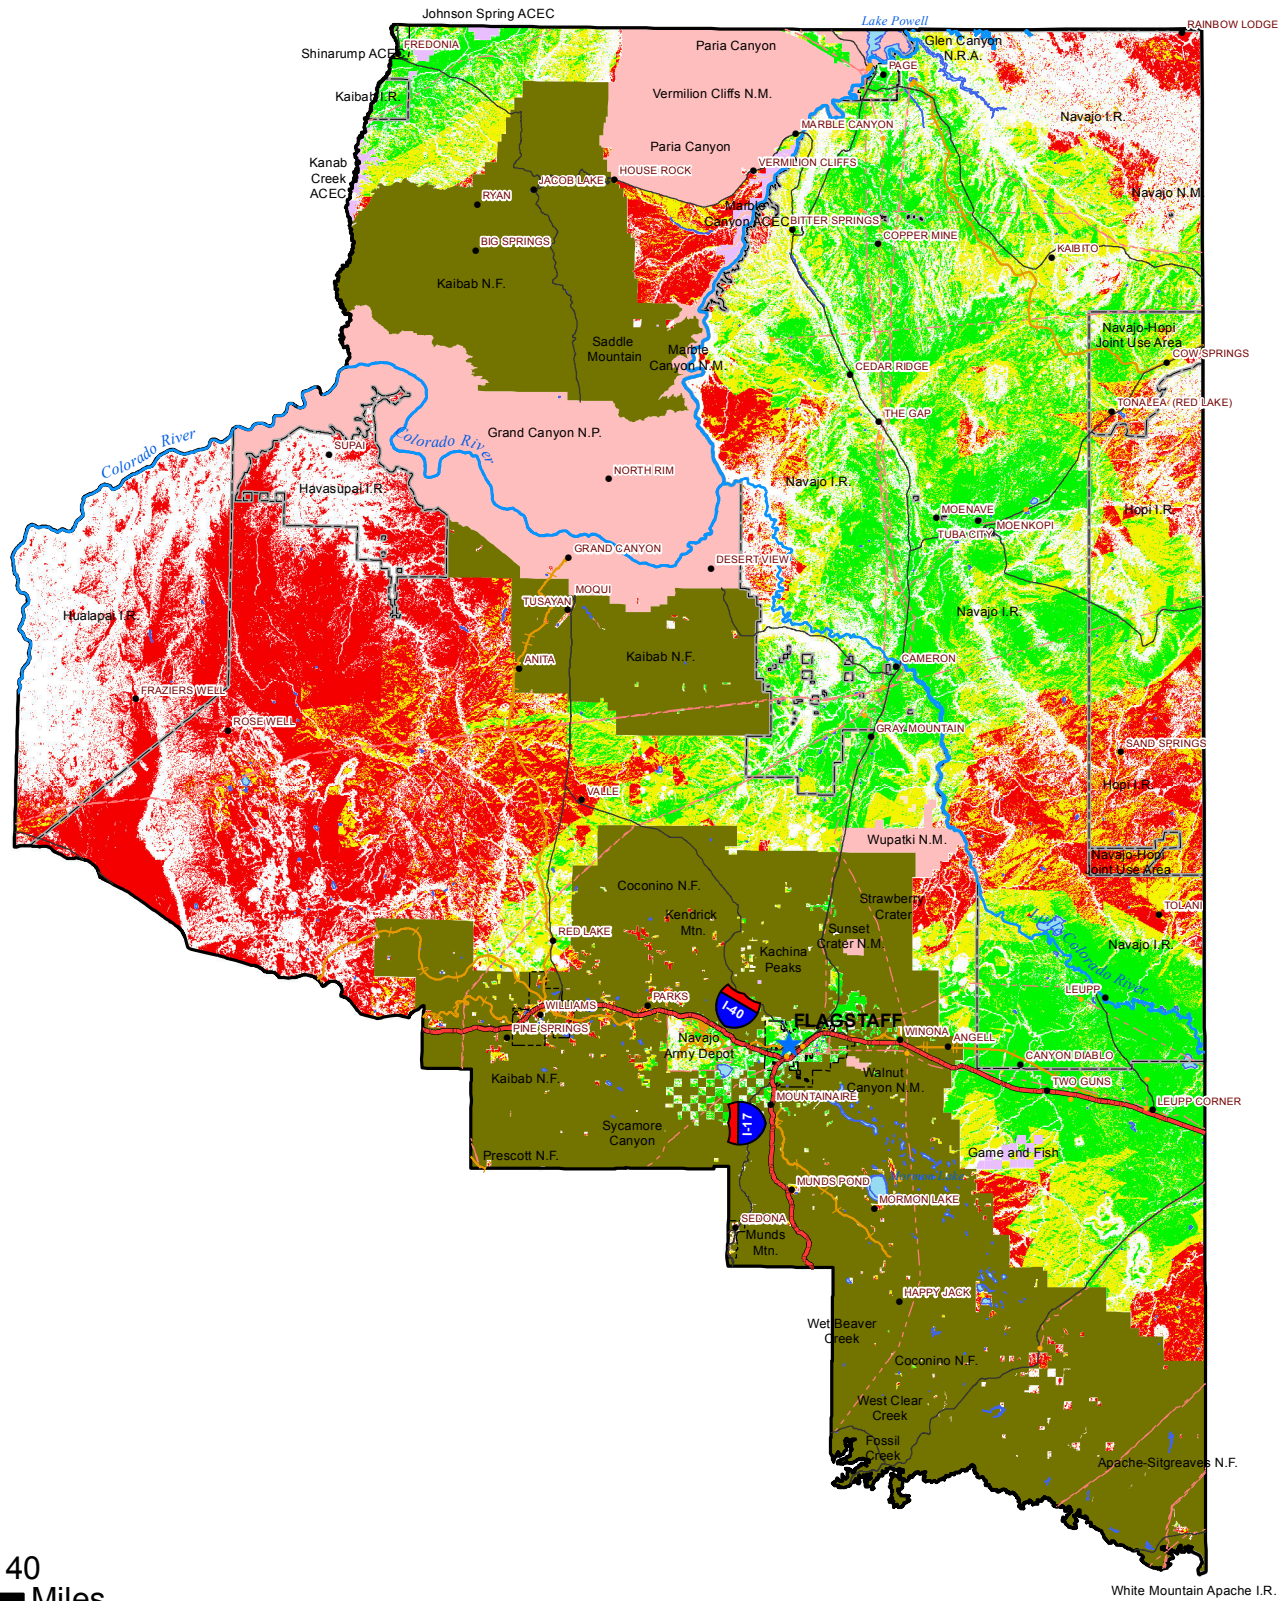 Johnson Spring ACEC
Lake Powell
RAINBOW LODGE
FREDONIA
Paria Canyon
Glen Canyon
N.R.A.
Shinarump ACE
PAGE
Kaibab I.R.
Vermilion Cliffs N.M.
Navajo I.R.
MARBLE CANYON
Paria Canyon
Kanab
Creek
ACEC
VERMILION CLIFFS
HOUSE ROCK
JACOB LAKE
RYAN
Navajo N.M.
Marble
Canyon ACEC
BITTER SPRINGS
COPPER MINE
BIG SPRINGS
KAIBITO
Kaibab N.F.
Navajo-Hopi
Joint Use Area
Saddle
Mountain
Marble
Canyon N.M.
COW SPRINGS
CEDAR RIDGE
TONALEA (RED LAKE)
THE GAP
Colorado River
Colorado River
Grand Canyon N.P.
SUPAI
NORTH RIM
Navajo I.R.
Havasupai I.R.
MOENAVE
Hopi I.R.
MOENKOPI
TUBA CITY
GRAND CANYON
DESERT VIEW
MOQUI
TUSAYAN
Hualapai I.R.
Navajo I.R.
ANITA
Kaibab N.F.
CAMERON
FRAZIERS WELL
ROSE WELL
GRAY MOUNTAIN
SAND SPRINGS
Hopi I.R.
VALLE
Wupatki N.M.
Navajo-Hopi
Joint Use Area
Coconino N.F.
Strawberry
Crater
TOLANI
Kendrick
Mtn.
Little Colorado River
Sunset
Crater N.M.
RED LAKE
Navajo I.R.
Kachina
Peaks
LEUPP
PARKS
I-40
WILLIAMS
FLAGSTAFF
PINE SPRINGS
WINONA
ANGELL
Navajo
Army Depot
CANYON DIABLO
Kaibab N.F.
Walnut
Canyon N.M.
TWO GUNS
MOUNTAINAIRE
LEUPP CORNER
I-17
Sycamore
Canyon
Prescott N.F.
Game and Fish
Mormon Lake
MUNDS POND
MORMON LAKE
SEDONA
Munds
Mtn.
HAPPY JACK
Wet Beaver
Creek
Coconino N.F.
West Clear
Creek
Fossil
Creek
Apache-Sitgreaves N.F.
40
Miles
White Mountain Apache I.R.